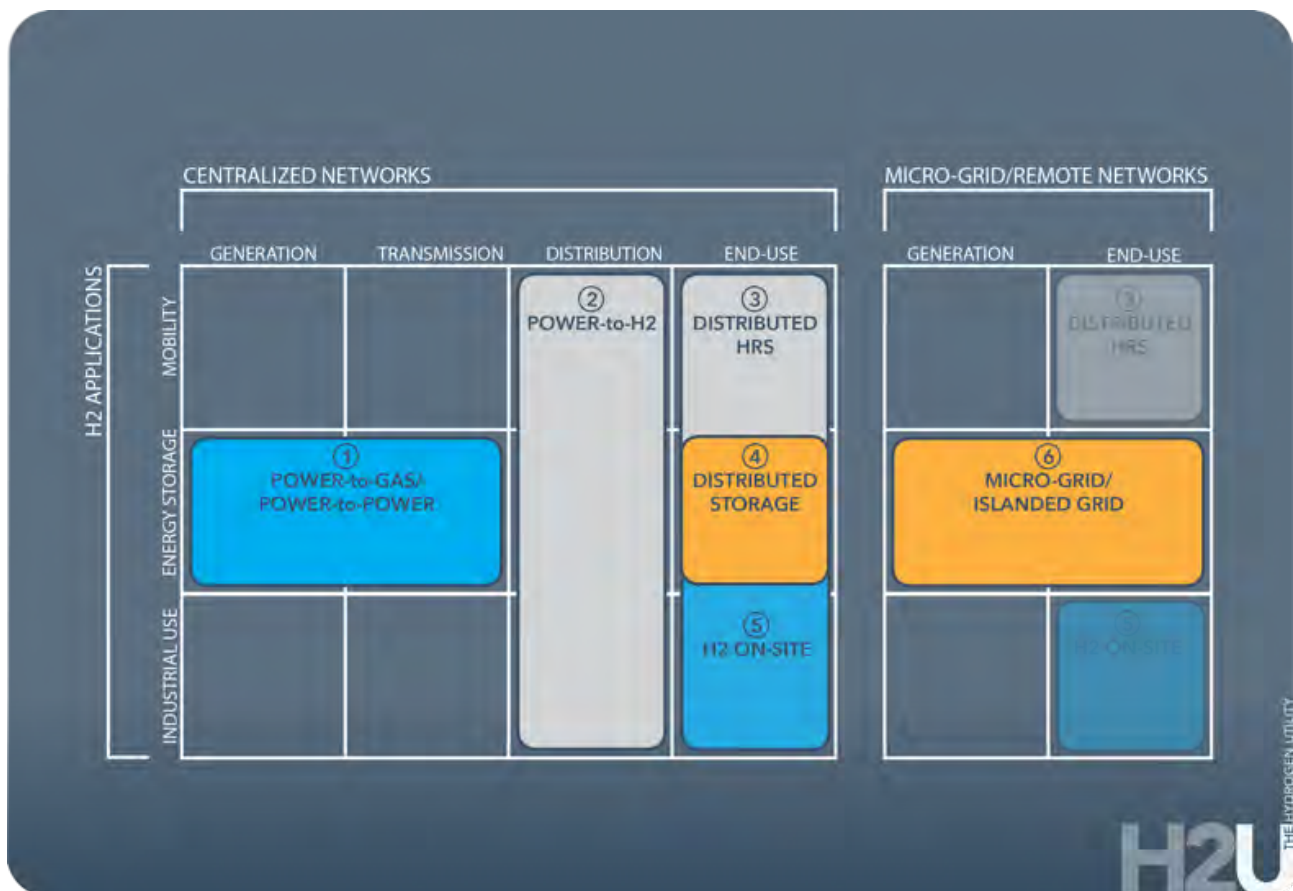 CENTRALIZED NETWORKS
MICRO-GRID/REMOTE NETWORKS
GENERATION
TRANSMISSION
DISTRIBUTION
END-USE
GENERATION
END-USE
H2 APPLICATIONS
MOBILITY
② 
POWER-to-H2
③
DISTRIBUTED
HRS
③
DISTRIBUTED
HRS
ENERGY STORAGE
①
POWER-to-GAS/
POWER-to-POWER
④
DISTRIBUTED
STORAGE
⑥
MICRO-GRID/
ISLANDED GRID
INDUSTRIAL USE
⑤
H2 ON-SITE
⑤
H2 ON-SITE
H2U
THE HYDROGEN UTILITY